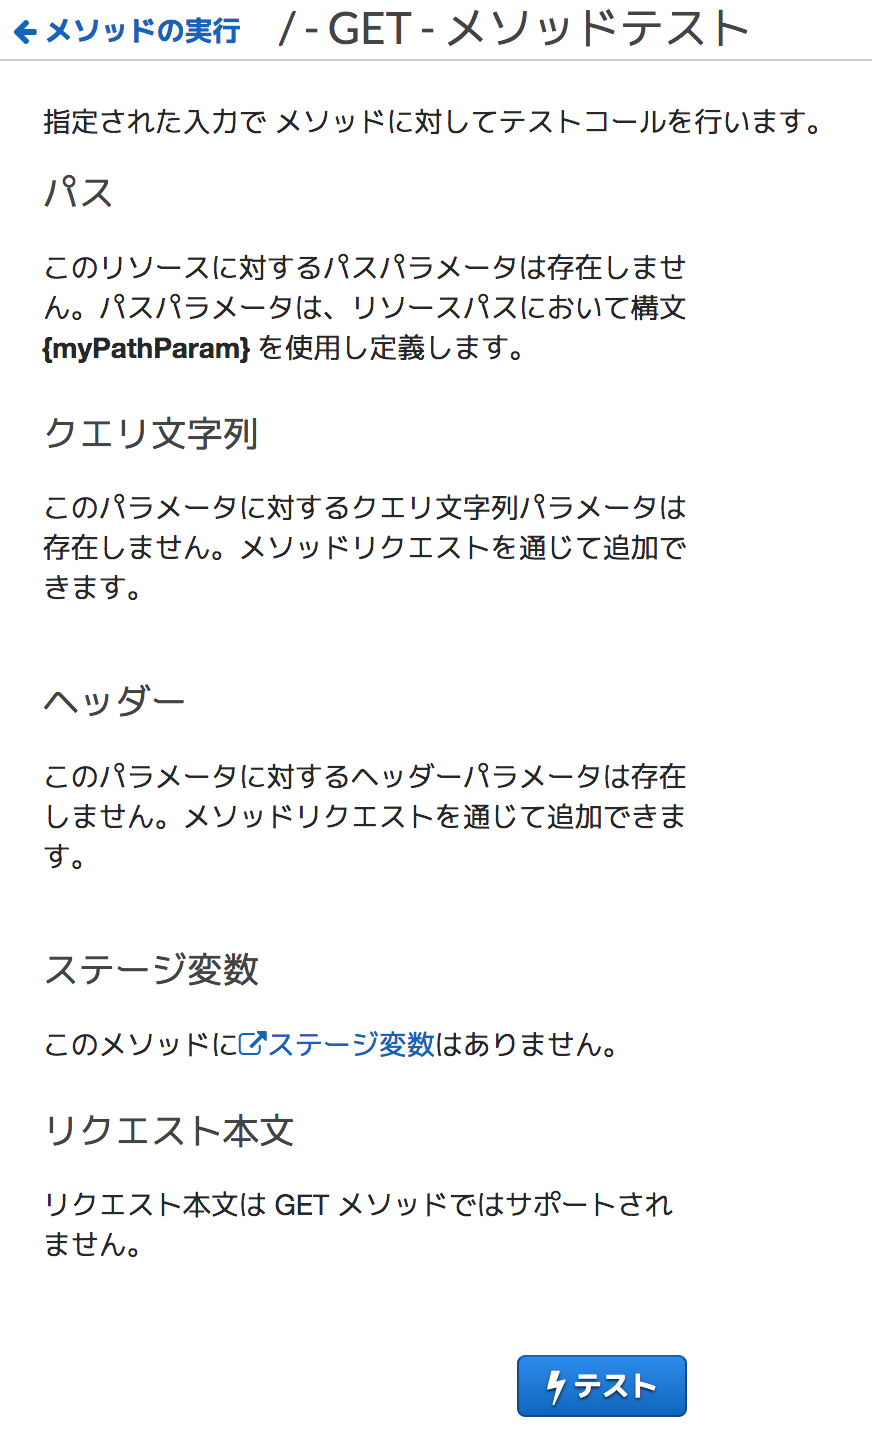 メソッドの実行 / - GET - メソッドテスト
指定された入力で メソッドに対してテストコールを行います。
パス
このリソースに対するパスパラメータは存在しませ
ん。パスパラメータは、リソースパスにおいて構文
{myPathParam} を使用し定義します。
クエリ文字列
このパラメータに対するクエリ文字列パラメータは
存在しません。メソッドリクエストを通じて追加で
きます。
ヘッダー
このパラメータに対するヘッダーパラメータは存在
しません。メソッドリクエストを通じて追加できま
す。
ステージ変数
このメソッドにステージ変数はありません。
リクエスト本文
リクエスト本文は GET メソッドではサポートされ
ません。
テスト